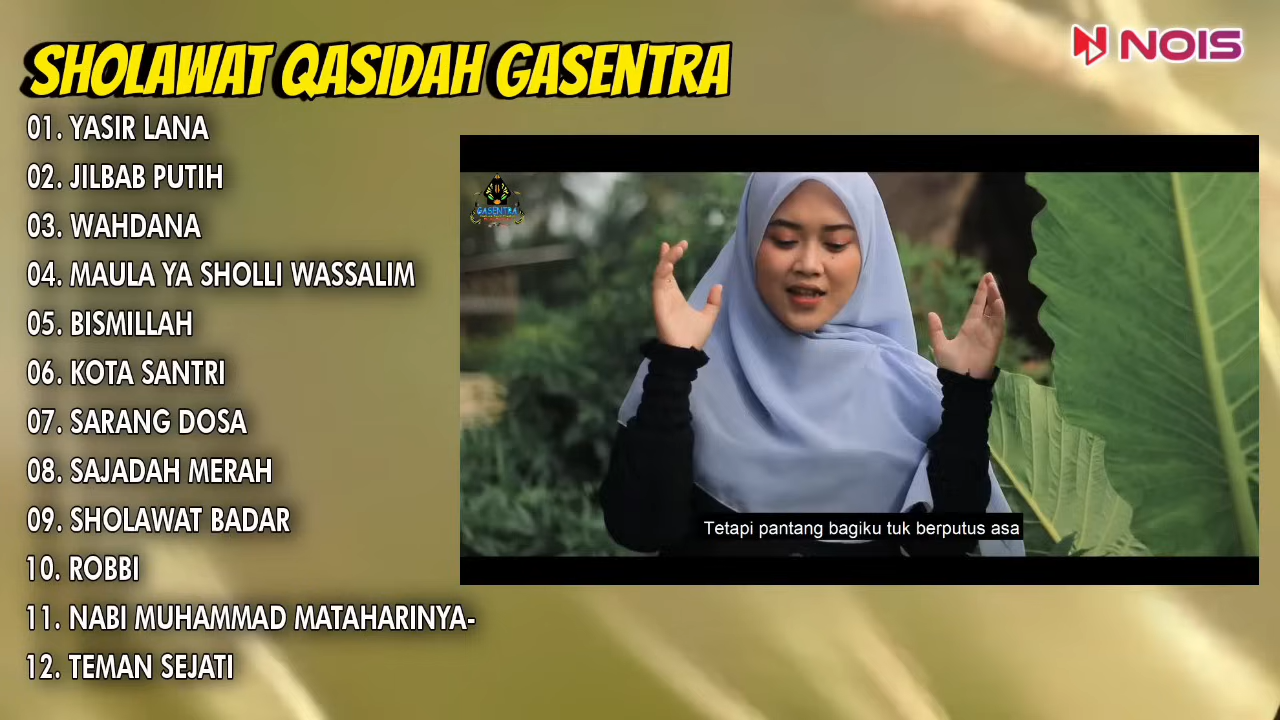 SHOLAWAT QASIDAH GASENTRA
NOIS
01. YASIR LANA
02. JILBAB PUTIH
03. WAHDANA
04. MAULA YA SHOLLI WASSALIM
05. BISMILLAH
06. KOTA SANTRI
07. SARANG DOSA
08. SAJADAH MERAH
09. SHOLAWAT BADAR
10. ROBBI
11. NABI MUHAMMAD MATAHARINYA-
12. TEMAN SEJATI
GASENTRA
Tetapi pantang bagiku tuk berputus asa